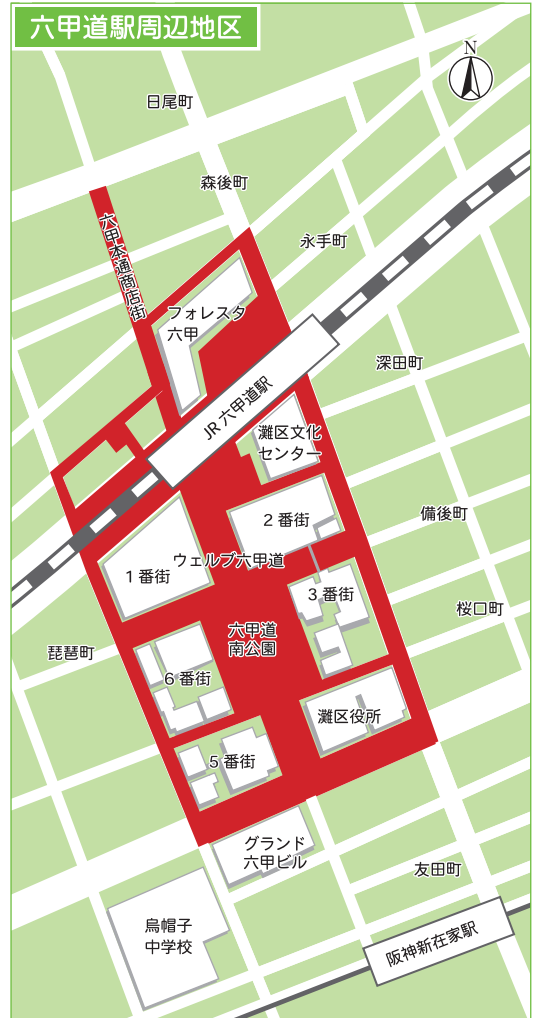 六甲道駅周辺地区
N
日尾町
森後町
六甲本通商店街
永手町
フォレスタ
六甲
JR六甲道駅
深田町
灘区文化
センター
2番街
備後町
ウェルブ六甲道
1番街
3番街
桜口町
六甲道
南公園
琵琶町
6番街
灘区役所
5番街
グランド
六甲ビル
友田町
烏帽子
中学校
阪神新在家駅